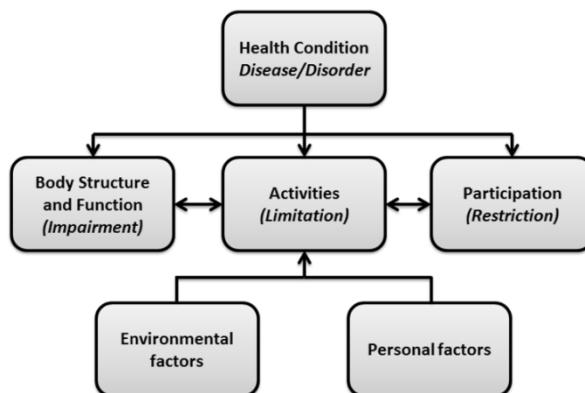 Health Condition
Disease/Disorder
Body Structure
and Function
(Impairment)
Activities
(Limitation)
Participation
(Restriction)
Environmental
factors
Personal factors